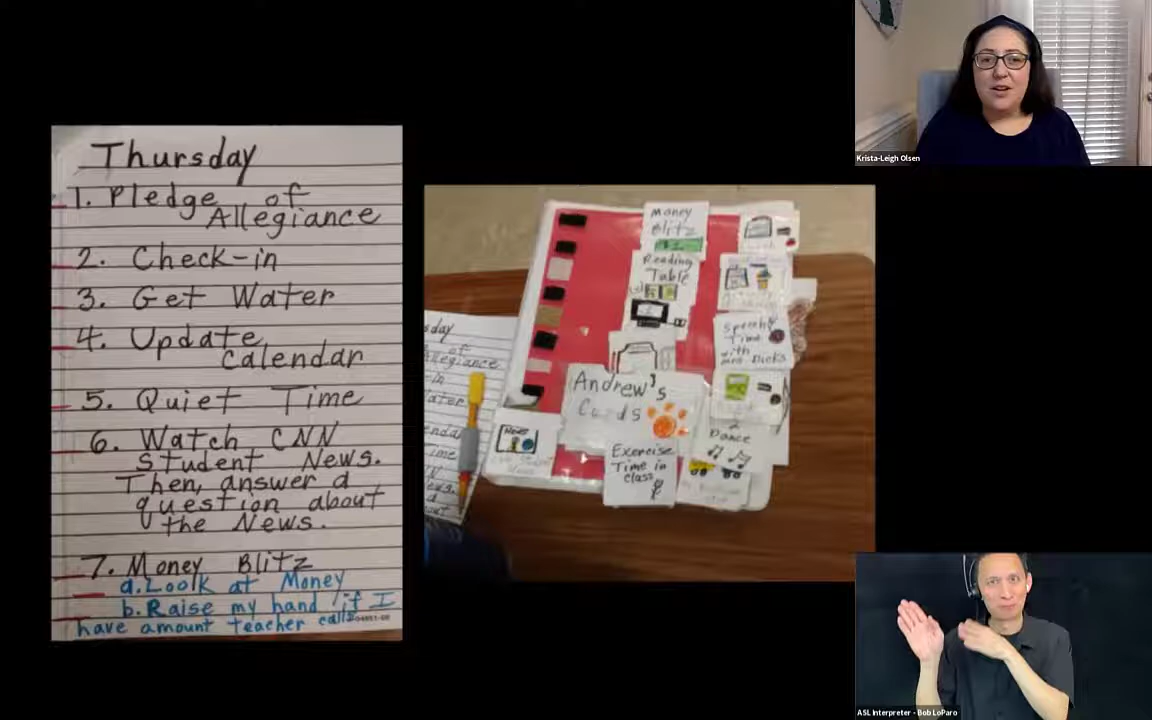 Thursday
1. Pledge of
Allegiance
2. Check-in
3. Get Water
4. Update
Calendar
5. Quiet Time
6. Watch CNN
Student News.
Then, answer a
question about
the News.
7. Money Blitz
a. Look at Money
b. Raise my hand if I
have amount teacher calls
Money
Blitz
Reading
Table
Andrew's
Cards
Exercise
Time in
class
Speech
Time
with
Mrs. Dicks
Dance
News
Krista-Leigh Olsen
ASL Interpreter - Bob LoParo